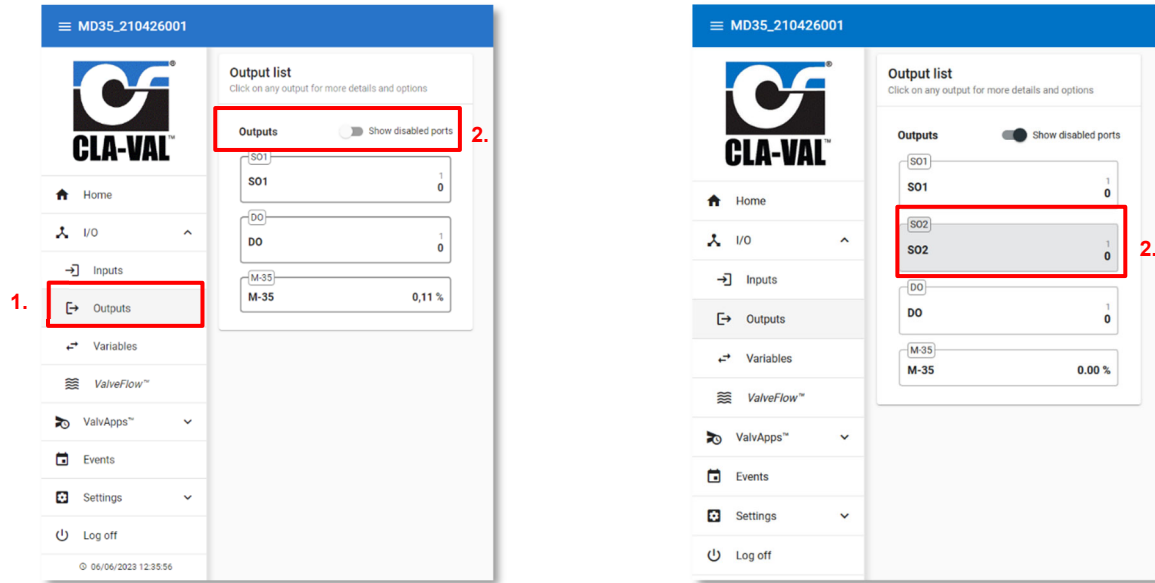 MD35_210426001
CLA-VAL™
®
Home
I/O
Inputs
1.
Outputs
Variables
ValveFlow™
ValvApps™
Events
Settings
Log off
06/06/2023 12:35:56
Output list
Click on any output for more details and options
Outputs Show disabled ports
2.
SO1
SO1 1
0
DO
DO 1
0
M-35
M-35 0,11 %
MD35_210426001
CLA-VAL™
®
Home
I/O
Inputs
Outputs
Variables
ValveFlow™
ValvApps™
Events
Settings
Log off
Output list
Click on any output for more details and options
Outputs Show disabled ports
SO1
SO1 1
0
SO2
SO2 1
0
2.
DO
DO 1
0
M-35
M-35 0.00 %